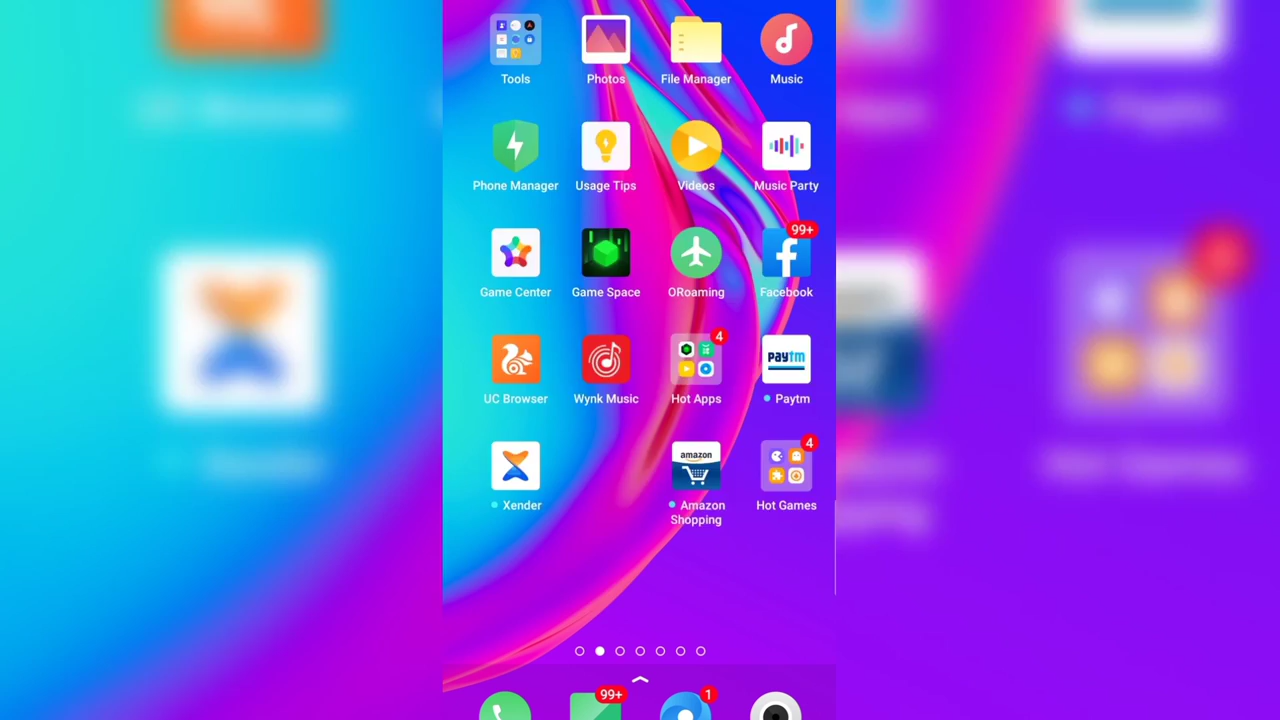 Tools Photos File Manager Music
Phone Manager Usage Tips Videos Music Party
99+
Game Center Game Space ORoaming Facebook
4
paytm
UC Browser Wynk Music Hot Apps Paytm
4
amazon
Xender Amazon Hot Games
Shopping
99+ 1